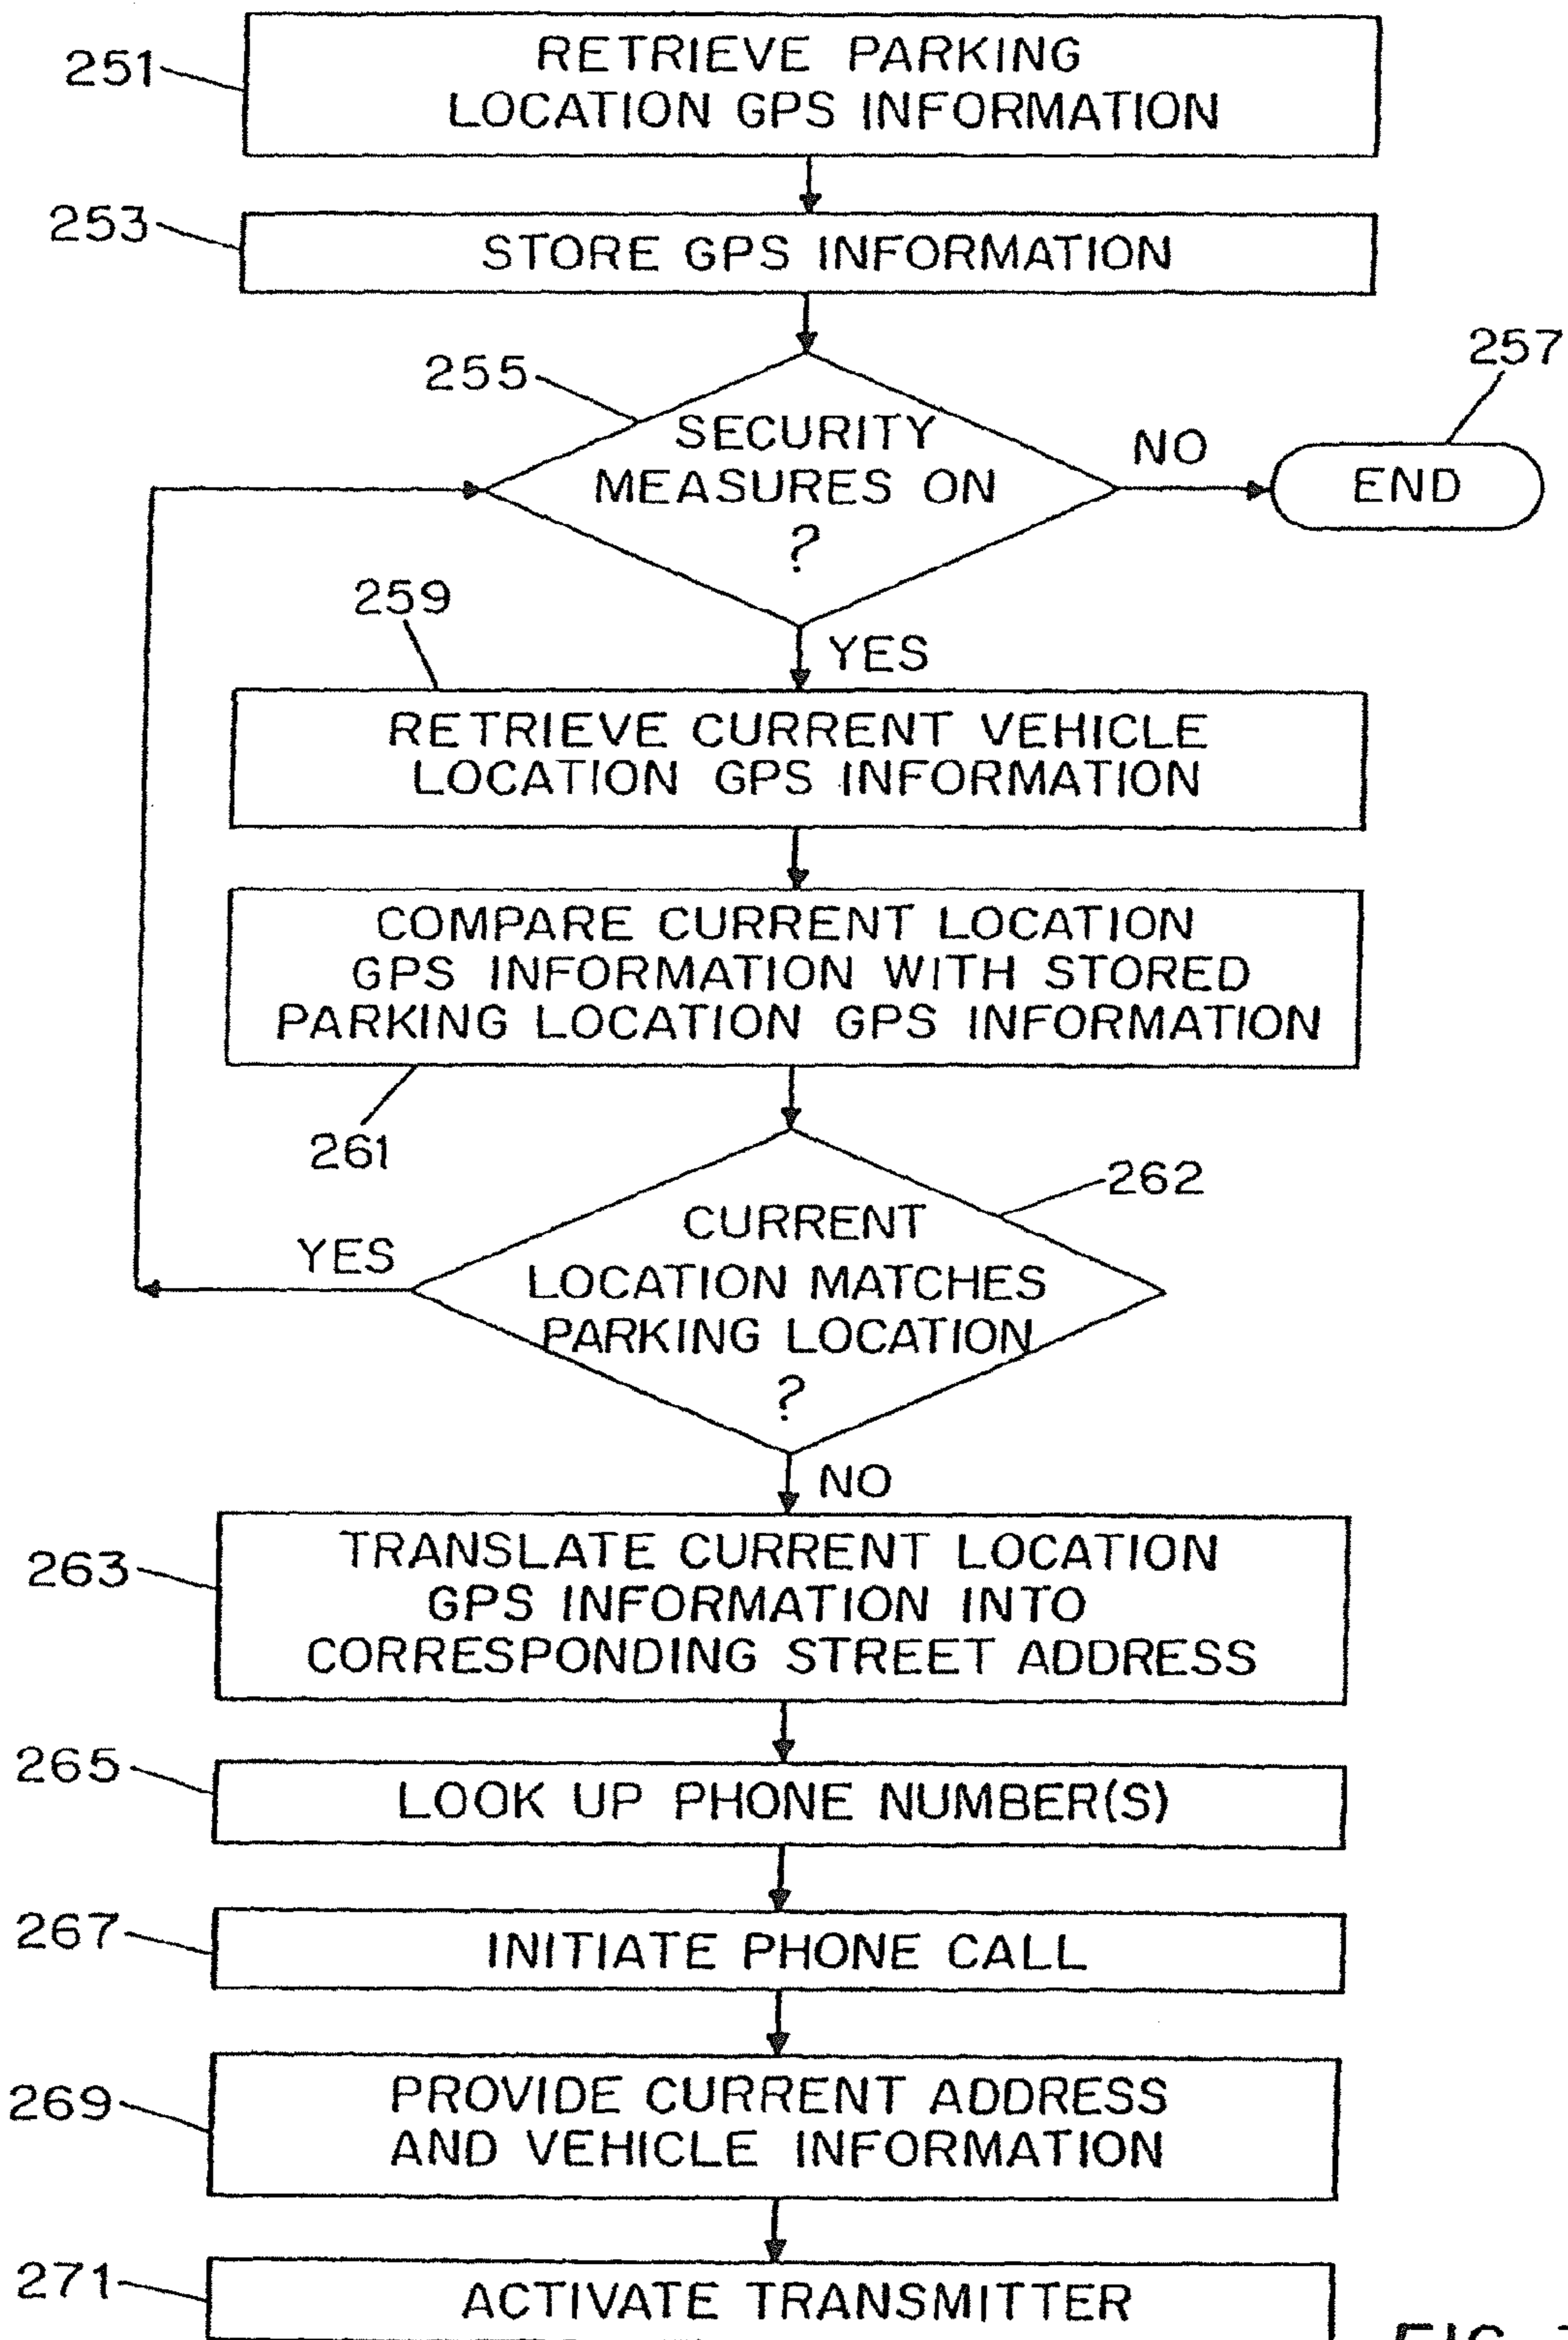 251
RETRIEVE PARKING
LOCATION GPS INFORMATION
253
STORE GPS INFORMATION
255
SECURITY
MEASURES ON
?
NO
257
END
YES
259
RETRIEVE CURRENT VEHICLE
LOCATION GPS INFORMATION
COMPARE CURRENT LOCATION
GPS INFORMATION WITH STORED
PARKING LOCATION GPS INFORMATION
261
262
CURRENT
LOCATION MATCHES
PARKING LOCATION
?
YES
NO
263
TRANSLATE CURRENT LOCATION
GPS INFORMATION INTO
CORRESPONDING STREET ADDRESS
265
LOOK UP PHONE NUMBER(S)
267
INITIATE PHONE CALL
269
PROVIDE CURRENT ADDRESS
AND VEHICLE INFORMATION
271
ACTIVATE TRANSMITTER
FIG.